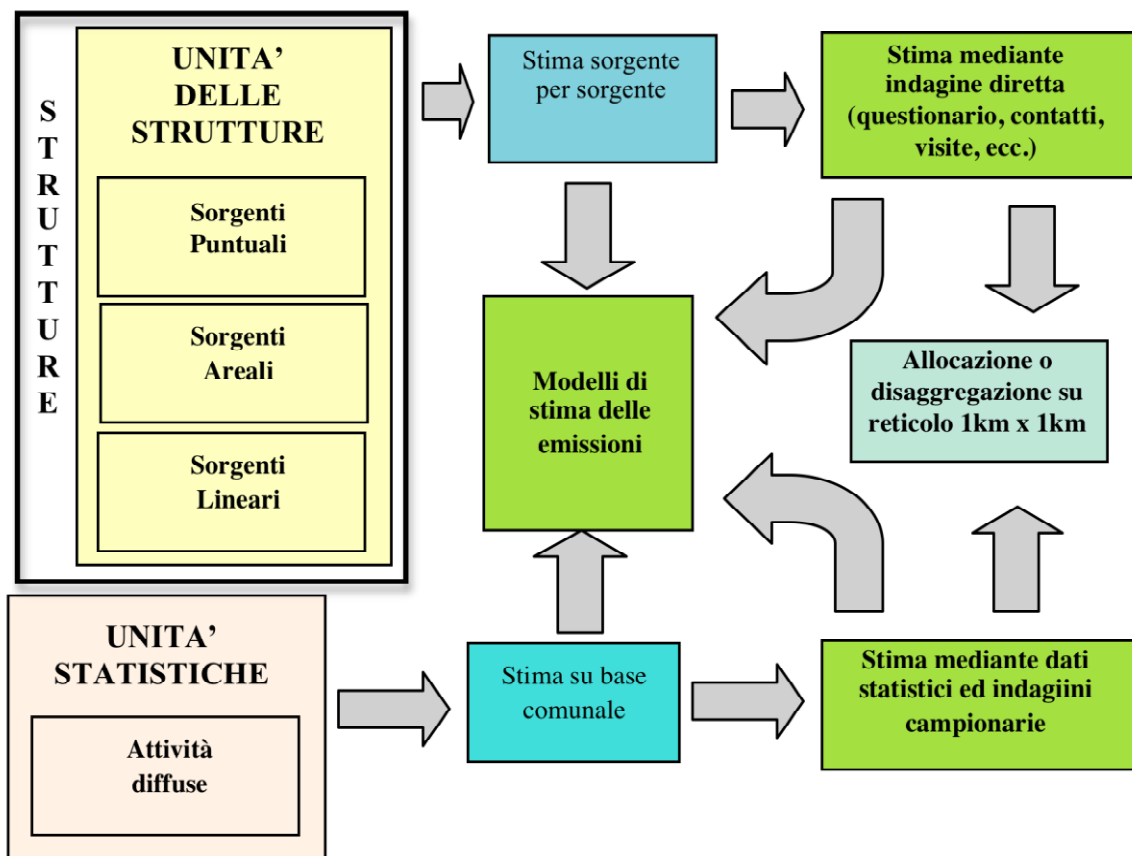 STRUTTURE
UNITA’
DELLE
STRUTTURE
Sorgenti
Puntuali
Sorgenti
Areali
Sorgenti
Lineari
Stima sorgente
per sorgente
Stima mediante
indagine diretta
(questionario, contatti,
visite, ecc.)
Modelli di
stima delle
emissioni
Allocazione o
disaggregazione su
reticolo 1km x 1km
UNITA’
STATISTICHE
Attività
diffuse
Stima su base
comunale
Stima mediante dati
statistici ed indagiini
campionarie